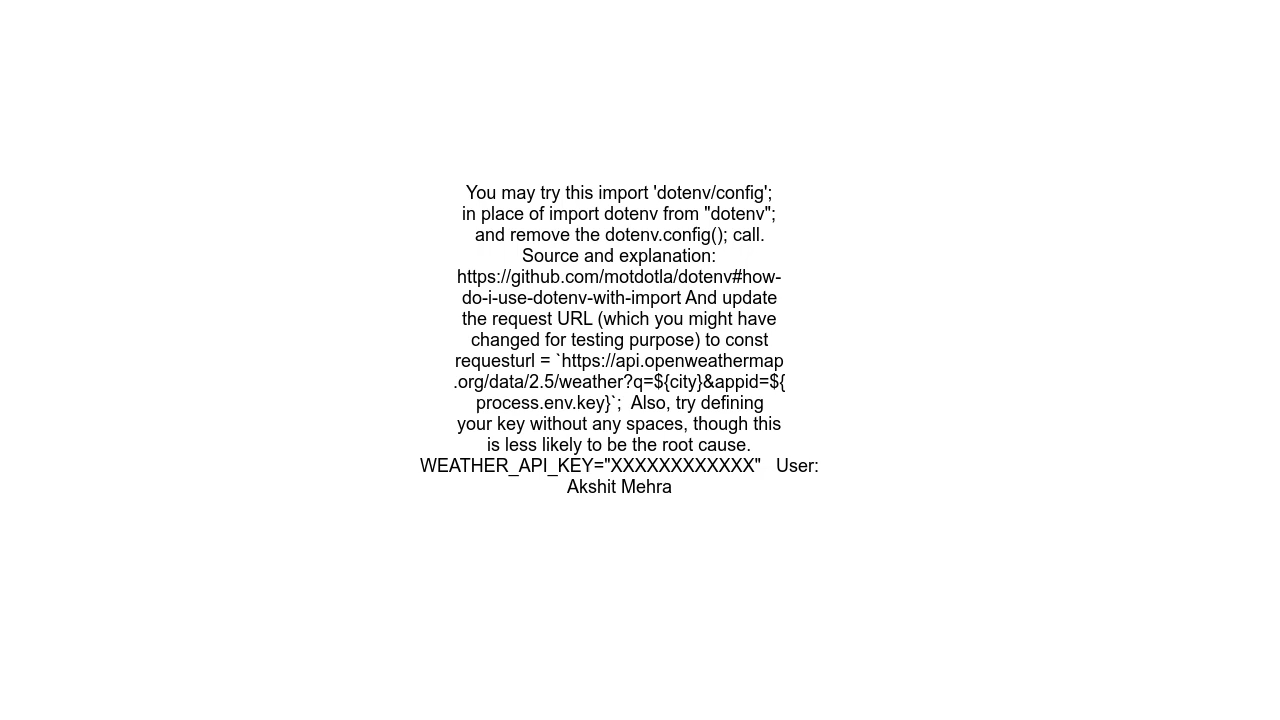 You may try this import 'dotenv/config';
in place of import dotenv from "dotenv";
and remove the dotenv.config(); call.
Source and explanation:
https://github.com/motdotla/dotenv#how-
do-i-use-dotenv-with-import And update
the request URL (which you might have
changed for testing purpose) to const
requesturl = `https://api.openweathermap
.org/data/2.5/weather?q=${city}&appid=${
process.env.key}`;  Also, try defining
your key without any spaces, though this
is less likely to be the root cause.
WEATHER_API_KEY="XXXXXXXXXXXX"   User:
Akshit Mehra